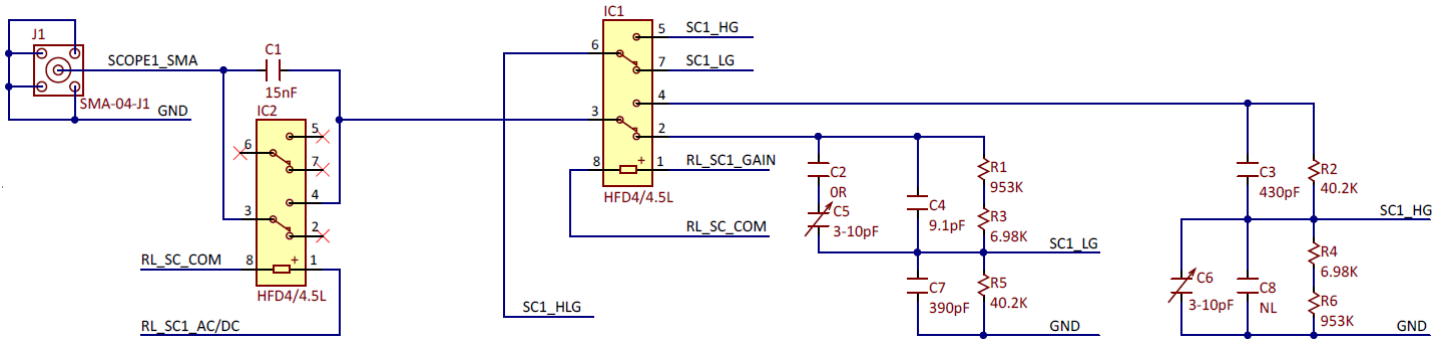 J1
SCOPE1_SMA
SMA-04-J1
GND
C1
15nF
IC2
5
6
7
4
3
2
8
+
1
HFD4/4.5L
RL_SC_COM
RL_SC1_AC/DC
IC1
5
SC1_HG
6
7
SC1_LG
4
3
2
8
+
1
RL_SC1_GAIN
HFD4/4.5L
RL_SC_COM
SC1_HLG
C2
0R
C5
3-10pF
C4
9.1pF
R1
953K
R3
6.98K
SC1_LG
C7
390pF
R5
40.2K
GND
C3
430pF
R2
40.2K
SC1_HG
C6
3-10pF
C8
NL
R4
6.98K
R6
953K
GND